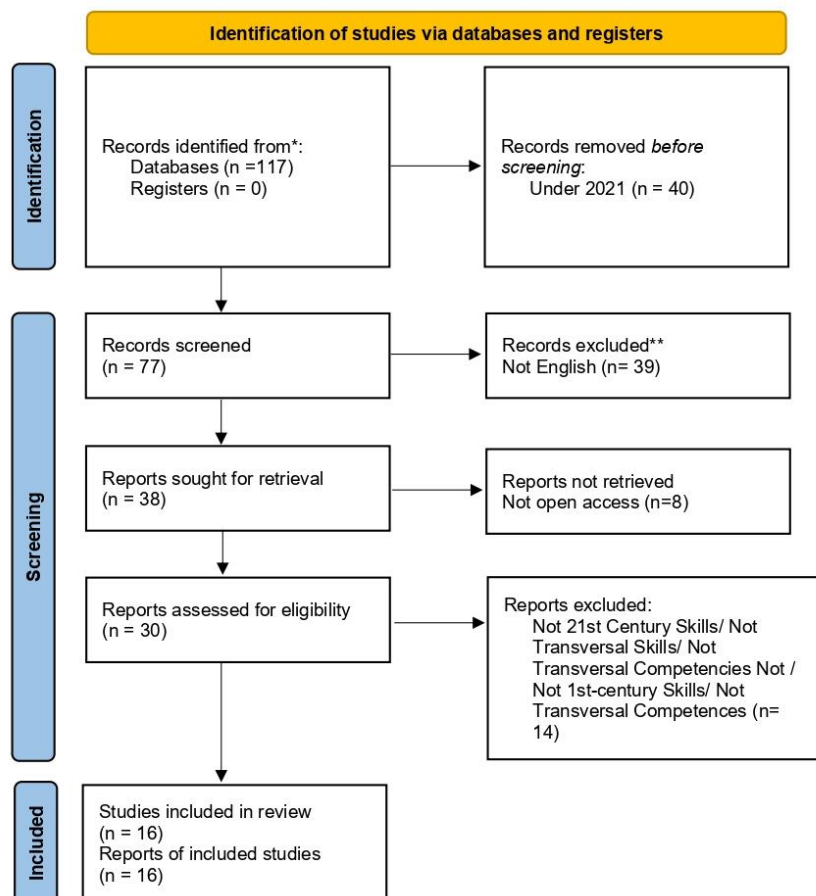 Identification of studies via databases and registers
Identification
Records identified from*:
Databases (n =117)
Registers (n = 0)
Records removed before
screening:
Under 2021 (n = 40)
Screening
Records screened
(n = 77)
Records excluded**
Not English (n= 39)
Reports sought for retrieval
(n = 38)
Reports not retrieved
Not open access (n=8)
Reports assessed for eligibility
(n = 30)
Reports excluded:
Not 21st Century Skills/ Not
Transversal Skills/ Not
Transversal Competencies Not /
Not 1st-century Skills/ Not
Transversal Competences (n=
14)
Included
Studies included in review
(n = 16)
Reports of included studies
(n = 16)